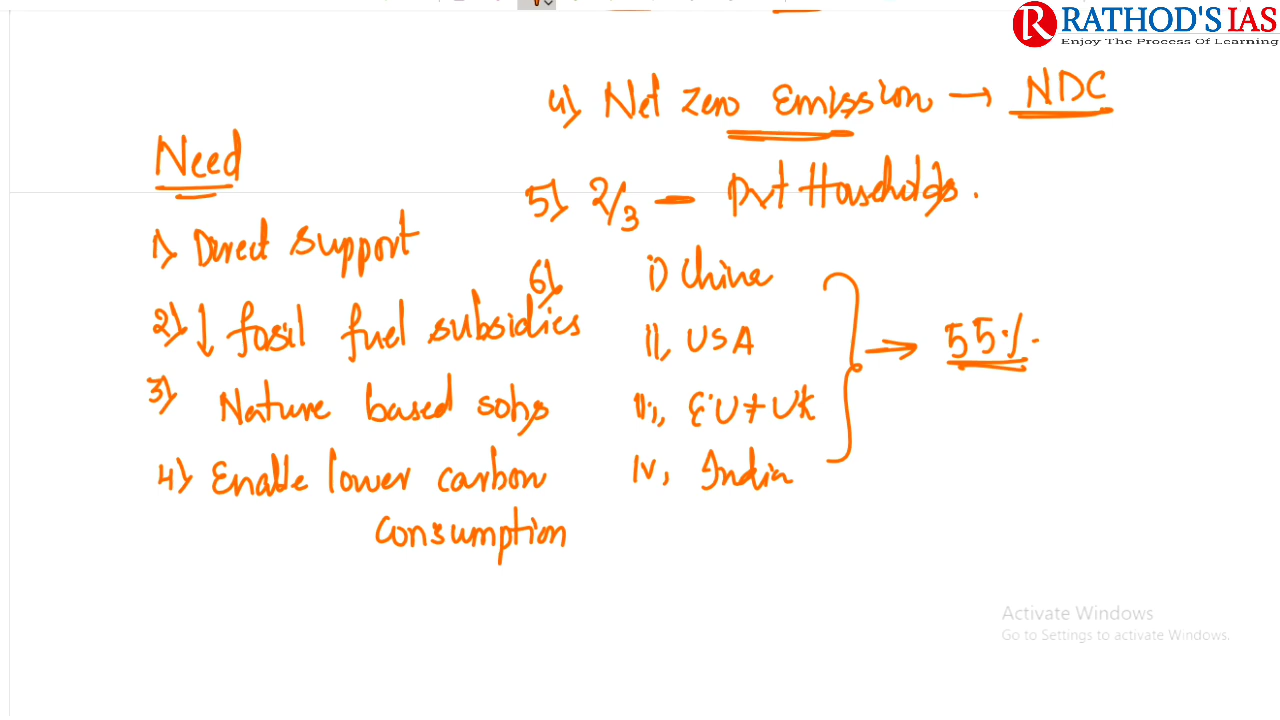 RATHOD'S IAS
Enjoy The Process Of Learning
4) Net Zero Emission → NDC
5) 2/3 — Pvt Households.
6) i) China
ii, USA
iii, EU + UK
iv, India
→ 55%.
Need
1) Direct support
2) ↓ fossil fuel subsidies
3) Nature based solns
4) Enable lower carbon
consumption
Activate Windows
Go to Settings to activate Windows.